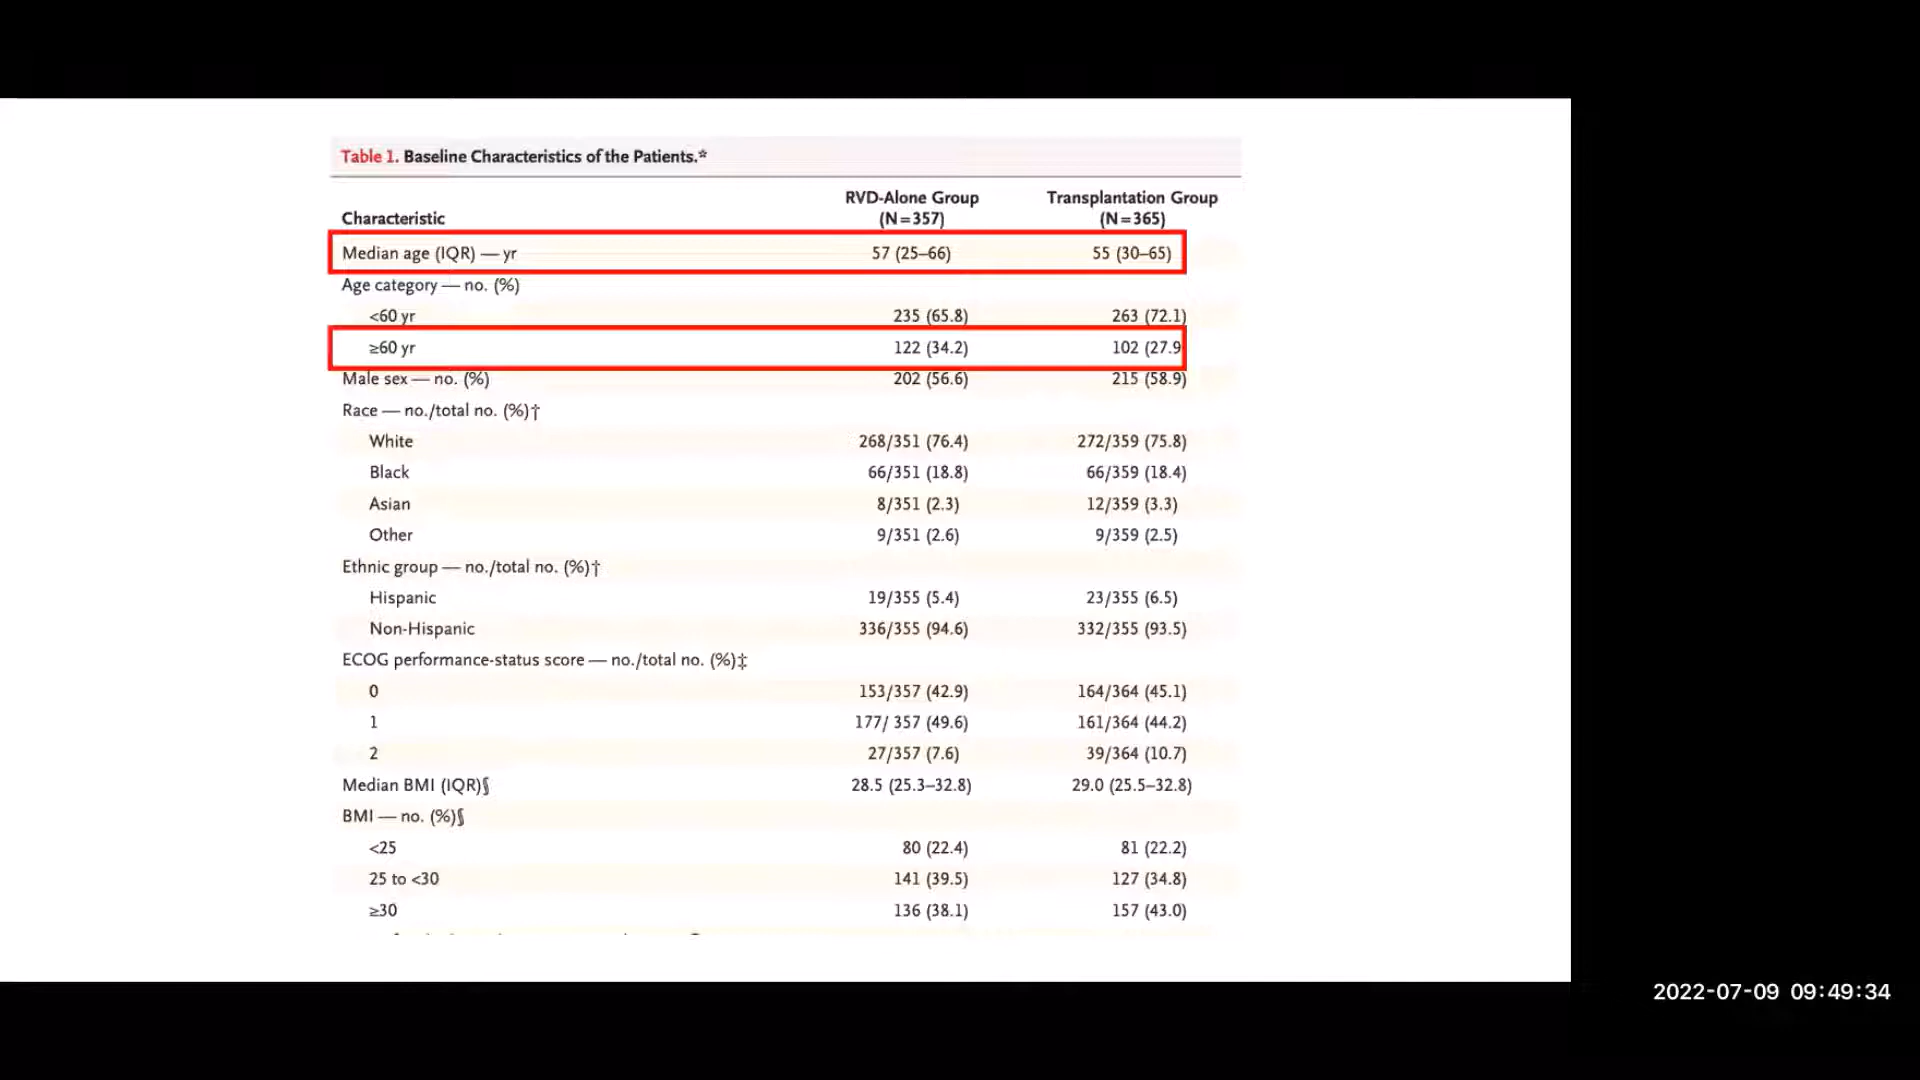 Table 1. Baseline Characteristics of the Patients.*
Characteristic RVD-Alone Group (N=357) Transplantation Group (N=365)
Median age (IQR) — yr 57 (25–66) 55 (30–65)
Age category — no. (%)
<60 yr 235 (65.8) 263 (72.1)
≥60 yr 122 (34.2) 102 (27.9
Male sex — no. (%) 202 (56.6) 215 (58.9)
Race — no./total no. (%)†
White 268/351 (76.4) 272/359 (75.8)
Black 66/351 (18.8) 66/359 (18.4)
Asian 8/351 (2.3) 12/359 (3.3)
Other 9/351 (2.6) 9/359 (2.5)
Ethnic group — no./total no. (%)†
Hispanic 19/355 (5.4) 23/355 (6.5)
Non-Hispanic 336/355 (94.6) 332/355 (93.5)
ECOG performance-status score — no./total no. (%)‡
0 153/357 (42.9) 164/364 (45.1)
1 177/ 357 (49.6) 161/364 (44.2)
2 27/357 (7.6) 39/364 (10.7)
Median BMI (IQR)§ 28.5 (25.3–32.8) 29.0 (25.5–32.8)
BMI — no. (%)§
<25 80 (22.4) 81 (22.2)
25 to <30 141 (39.5) 127 (34.8)
≥30 136 (38.1) 157 (43.0)
2022-07-09 09:49:34